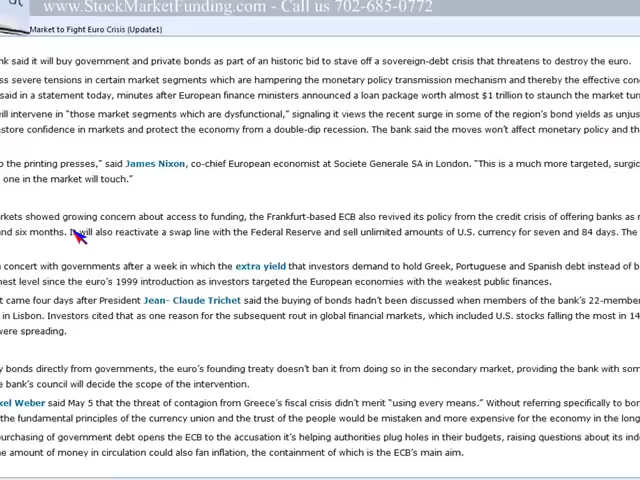 www.StockMarketFunding.com - Call us 702-685-0772
Market to Fight Euro Crisis (Update1)
nk said it will buy government and private bonds as part of an historic bid to stave off a sovereign-debt crisis that threatens to destroy the euro.
ss severe tensions in certain market segments which are hampering the monetary policy transmission mechanism and thereby the effective con
said in a statement today, minutes after European finance ministers announced a loan package worth almost $1 trillion to staunch the market tur
ill intervene in “those market segments which are dysfunctional,” signaling it views the recent surge in some of the region’s bond yields as unjus
store confidence in markets and protect the economy from a double-dip recession. The bank said the moves won’t affect monetary policy and th
o the printing presses,” said James Nixon, co-chief European economist at Societe Generale SA in London. “This is a much more targeted, surgic
one in the market will touch.”
arkets showed growing concern about access to funding, the Frankfurt-based ECB also revived its policy from the credit crisis of offering banks as
and six months. It will also reactivate a swap line with the Federal Reserve and sell unlimited amounts of U.S. currency for seven and 84 days. The
concert with governments after a week in which the extra yield that investors demand to hold Greek, Portuguese and Spanish debt instead of b
hest level since the euro’s 1999 introduction as investors targeted the European economies with the weakest public finances.
t came four days after President Jean- Claude Trichet said the buying of bonds hadn’t been discussed when members of the bank’s 22-membe
in Lisbon. Investors cited that as one reason for the subsequent rout in global financial markets, which included U.S. stocks falling the most in 14
were spreading.
y bonds directly from governments, the euro’s founding treaty doesn’t ban it from doing so in the secondary market, providing the bank with som
e bank’s council will decide the scope of the intervention.
xel Weber said May 5 that the threat of contagion from Greece’s fiscal crisis didn’t merit “using every means.” Without referring specifically to bon
the fundamental principles of the currency union and the trust of the people would be mistaken and more expensive for the economy in the long
purchasing of government debt opens the ECB to the accusation it’s helping authorities plug holes in their budgets, raising questions about its ind
he amount of money in circulation could also fan inflation, the containment of which is the ECB’s main aim.